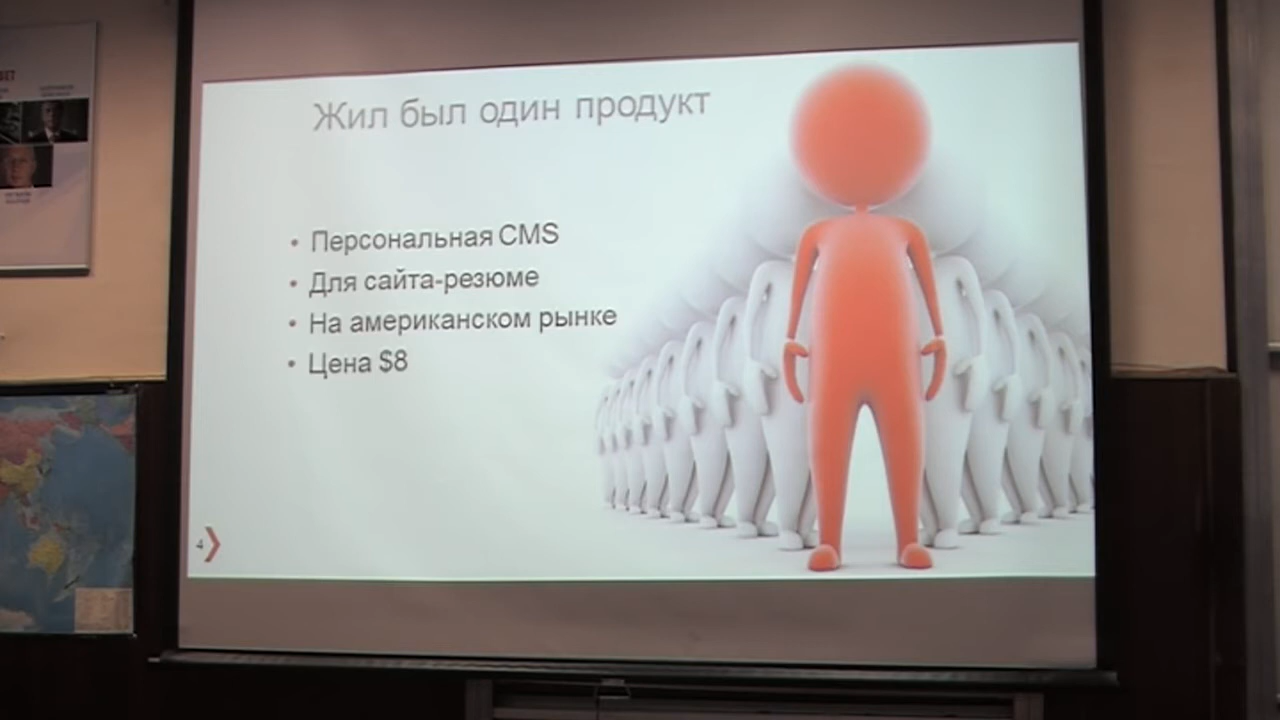 Жил был один продукт
• Персональная CMS
• Для сайта-резюме
• На американском рынке
• Цена $8
4